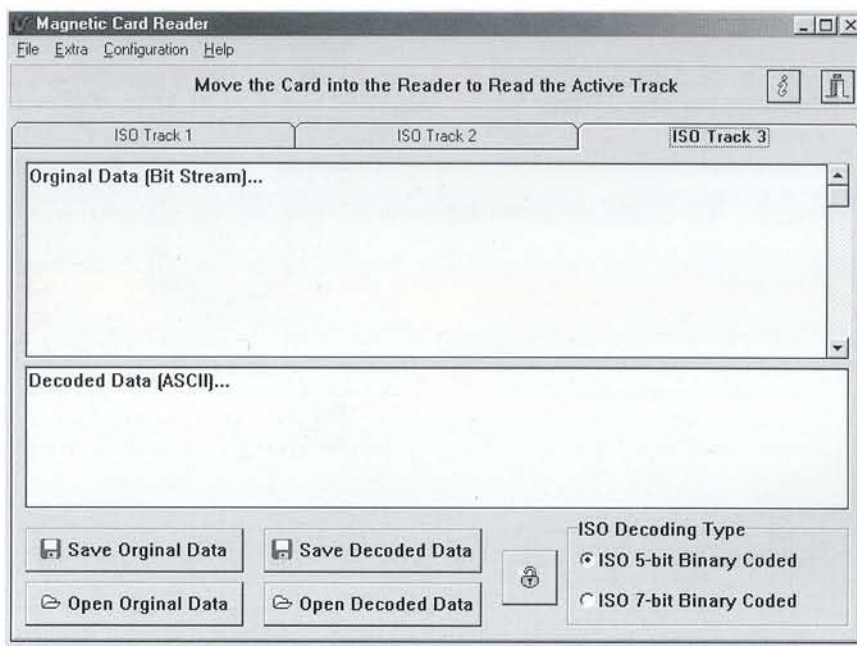 Magnetic Card Reader
File Extra Configuration Help
Move the Card into the Reader to Read the Active Track
ISO Track 1 ISO Track 2 ISO Track 3
Orginal Data (Bit Stream)...
Decoded Data (ASCII)...
Save Orginal Data Save Decoded Data
Open Orginal Data Open Decoded Data
ISO Decoding Type
ISO 5-bit Binary Coded
ISO 7-bit Binary Coded